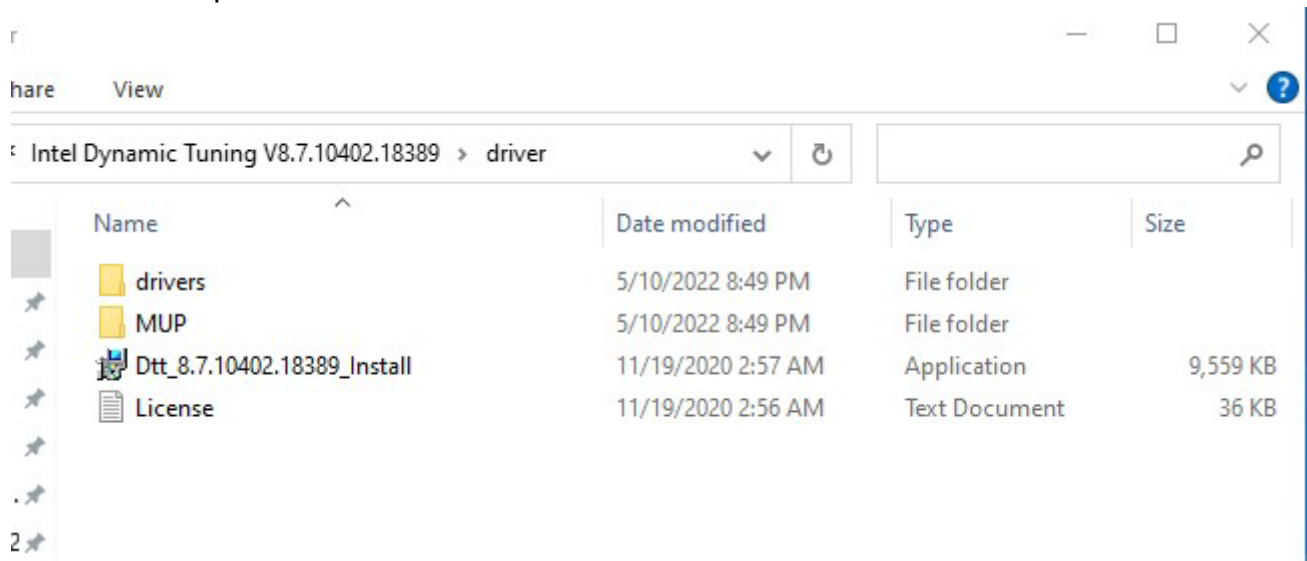 r
hare View
Intel Dynamic Tuning V8.7.10402.18389 > driver
Name Date modified Type Size
drivers 5/10/2022 8:49 PM File folder
MUP 5/10/2022 8:49 PM File folder
Dtt_8.7.10402.18389_Install 11/19/2020 2:57 AM Application 9,559 KB
License 11/19/2020 2:56 AM Text Document 36 KB
.
2